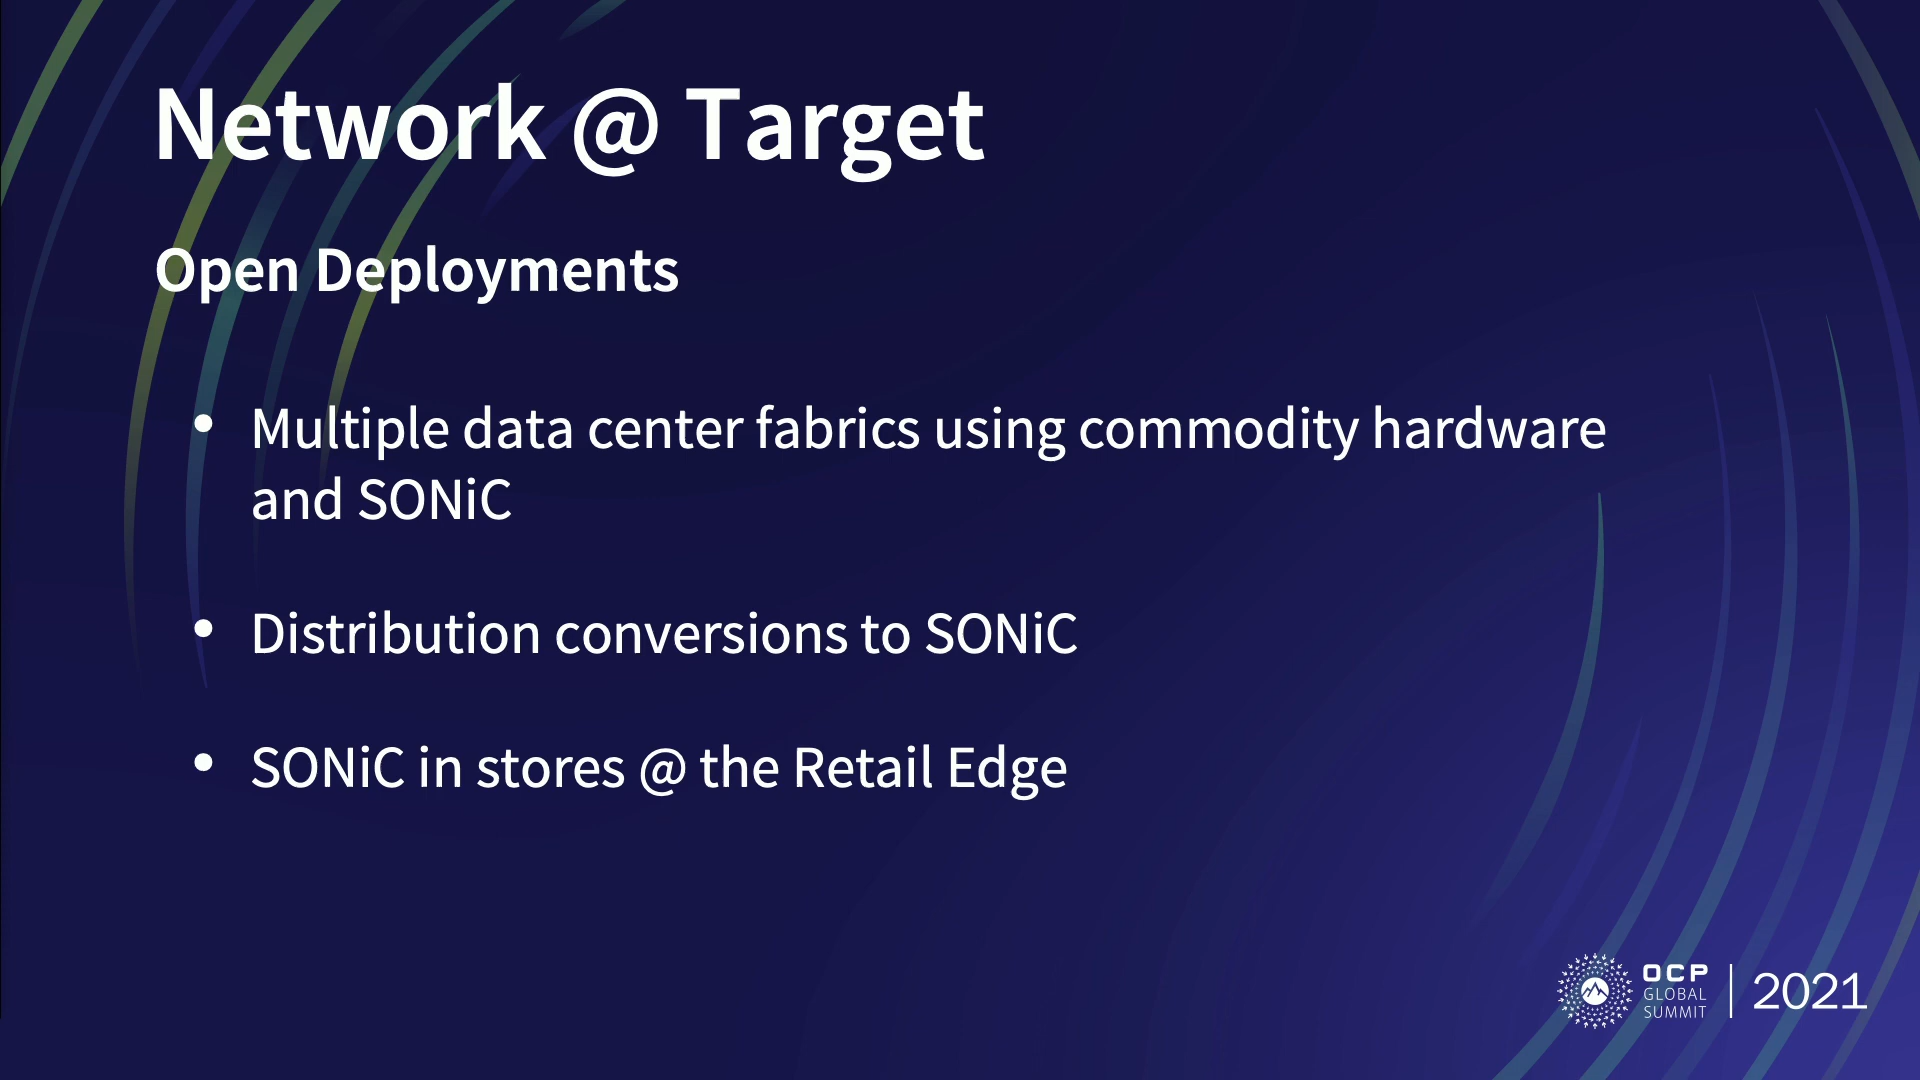 Network @ Target
Open Deployments
• Multiple data center fabrics using commodity hardware
and SONiC
• Distribution conversions to SONiC
• SONiC in stores @ the Retail Edge
OCP
GLOBAL
SUMMIT
2021